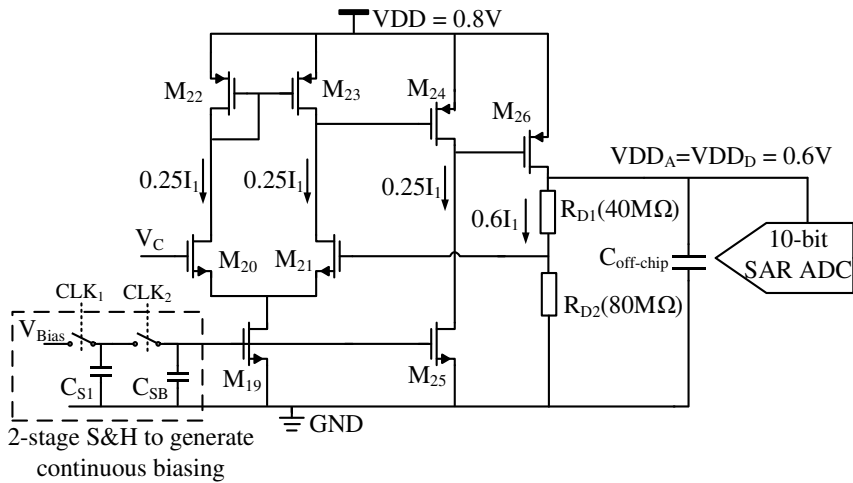 VDD = 0.8V
M22
M23
M24
M26
VDDA=VDDD = 0.6V
0.25I1
0.25I1
0.25I1
0.6I1
RD1(40MΩ)
10-bit
SAR ADC
VC
M20
M21
Coff-chip
RD2(80MΩ)
CLK1
CLK2
VBias
CS1
CSB
M19
M25
GND
2-stage S&H to generate
continuous biasing